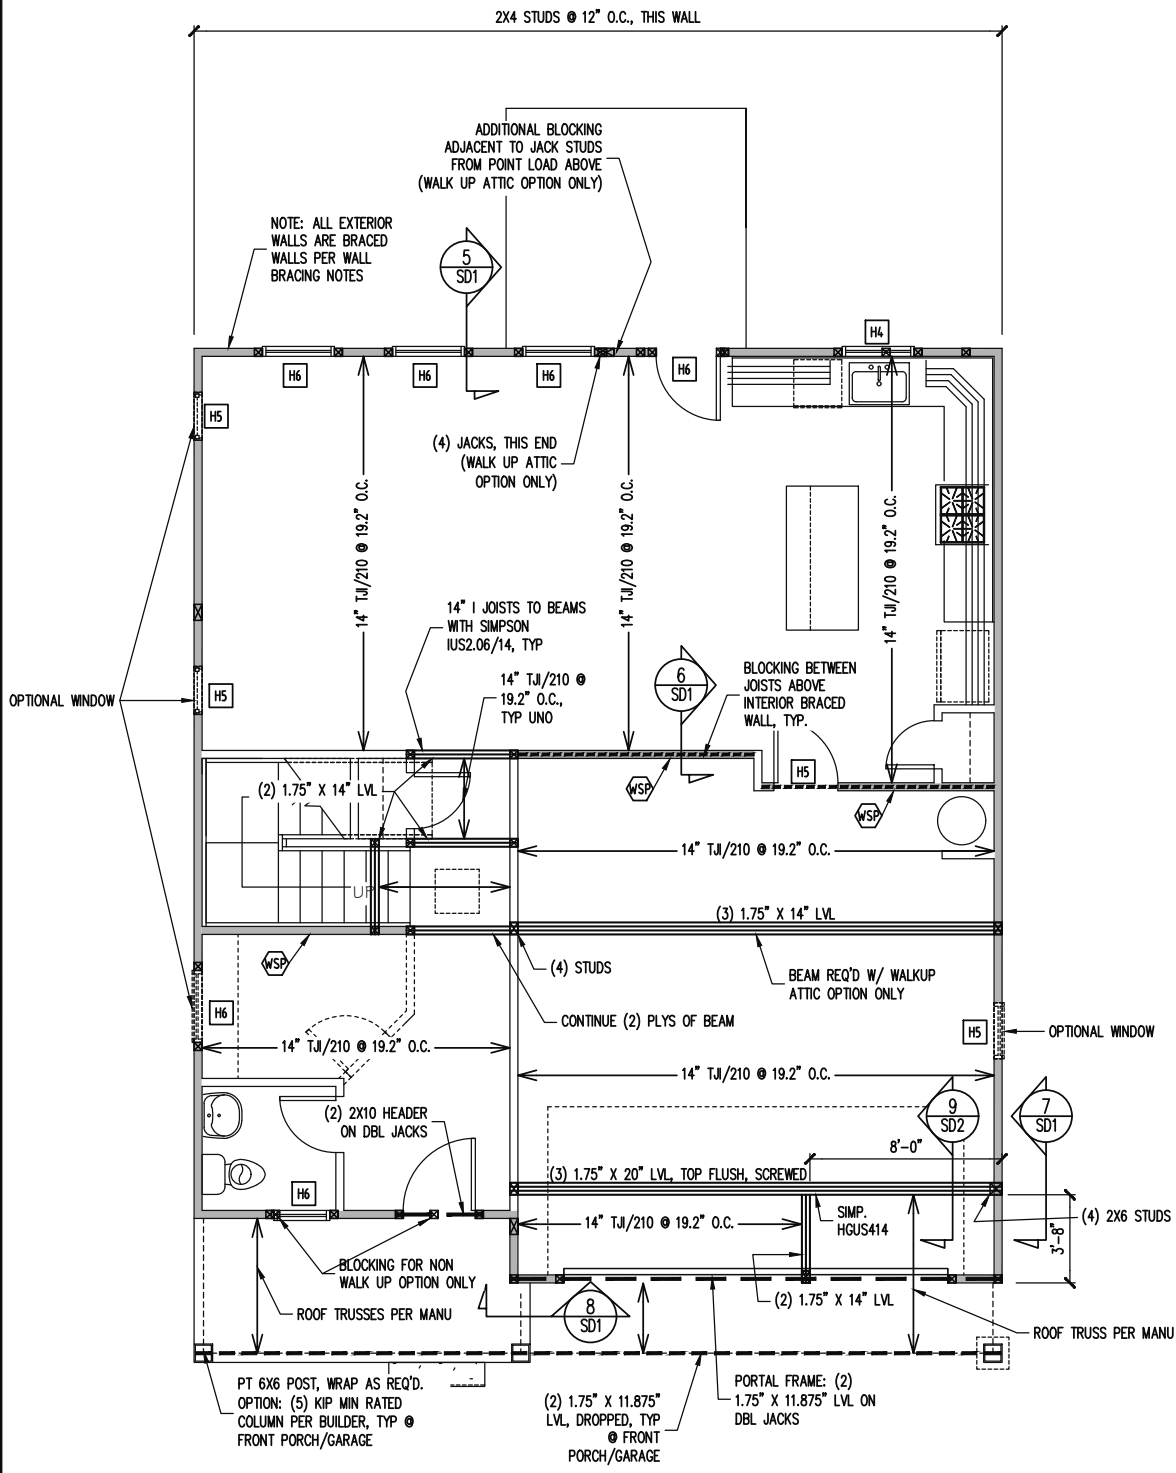 2X4 STUDS @ 12" O.C., THIS WALL
ADDITIONAL BLOCKING
ADJACENT TO JACK STUDS
FROM POINT LOAD ABOVE
(WALK UP ATTIC OPTION ONLY)
NOTE: ALL EXTERIOR
WALLS ARE BRACED
WALLS PER WALL
BRACING NOTES
5
SD1
H4
H6
H6
H6
H6
H5
(4) JACKS, THIS END
(WALK UP ATTIC
OPTION ONLY)
14" TJI/210 @ 19.2" O.C.
14" TJI/210 @ 19.2" O.C.
14" TJI/210 @ 19.2" O.C.
14" I JOISTS TO BEAMS
WITH SIMPSON
IUS2.06/14, TYP
14" TJI/210 @
19.2" O.C.,
TYP UNO
6
SD1
BLOCKING BETWEEN
JOISTS ABOVE
INTERIOR BRACED
WALL, TYP.
OPTIONAL WINDOW
H5
H5
WSP
WSP
(2) 1.75" X 14" LVL
14" TJI/210 @ 19.2" O.C.
UP
(3) 1.75" X 14" LVL
WSP
(4) STUDS
BEAM REQ'D W/ WALKUP
ATTIC OPTION ONLY
H6
CONTINUE (2) PLYS OF BEAM
H5
OPTIONAL WINDOW
14" TJI/210 @ 19.2" O.C.
14" TJI/210 @ 19.2" O.C.
(2) 2X10 HEADER
ON DBL JACKS
9
SD2
7
SD1
8'-0"
(3) 1.75" X 20" LVL, TOP FLUSH, SCREWED
H6
SIMP.
HGUS414
14" TJI/210 @ 19.2" O.C.
(4) 2X6 STUDS
3'-8"
BLOCKING FOR NON
WALK UP OPTION ONLY
ROOF TRUSSES PER MANU
8
SD1
(2) 1.75" X 14" LVL
ROOF TRUSS PER MANU
PT 6X6 POST, WRAP AS REQ'D.
OPTION: (5) KIP MIN RATED
COLUMN PER BUILDER, TYP @
FRONT PORCH/GARAGE
(2) 1.75" X 11.875"
LVL, DROPPED, TYP
@ FRONT
PORCH/GARAGE
PORTAL FRAME: (2)
1.75" X 11.875" LVL ON
DBL JACKS